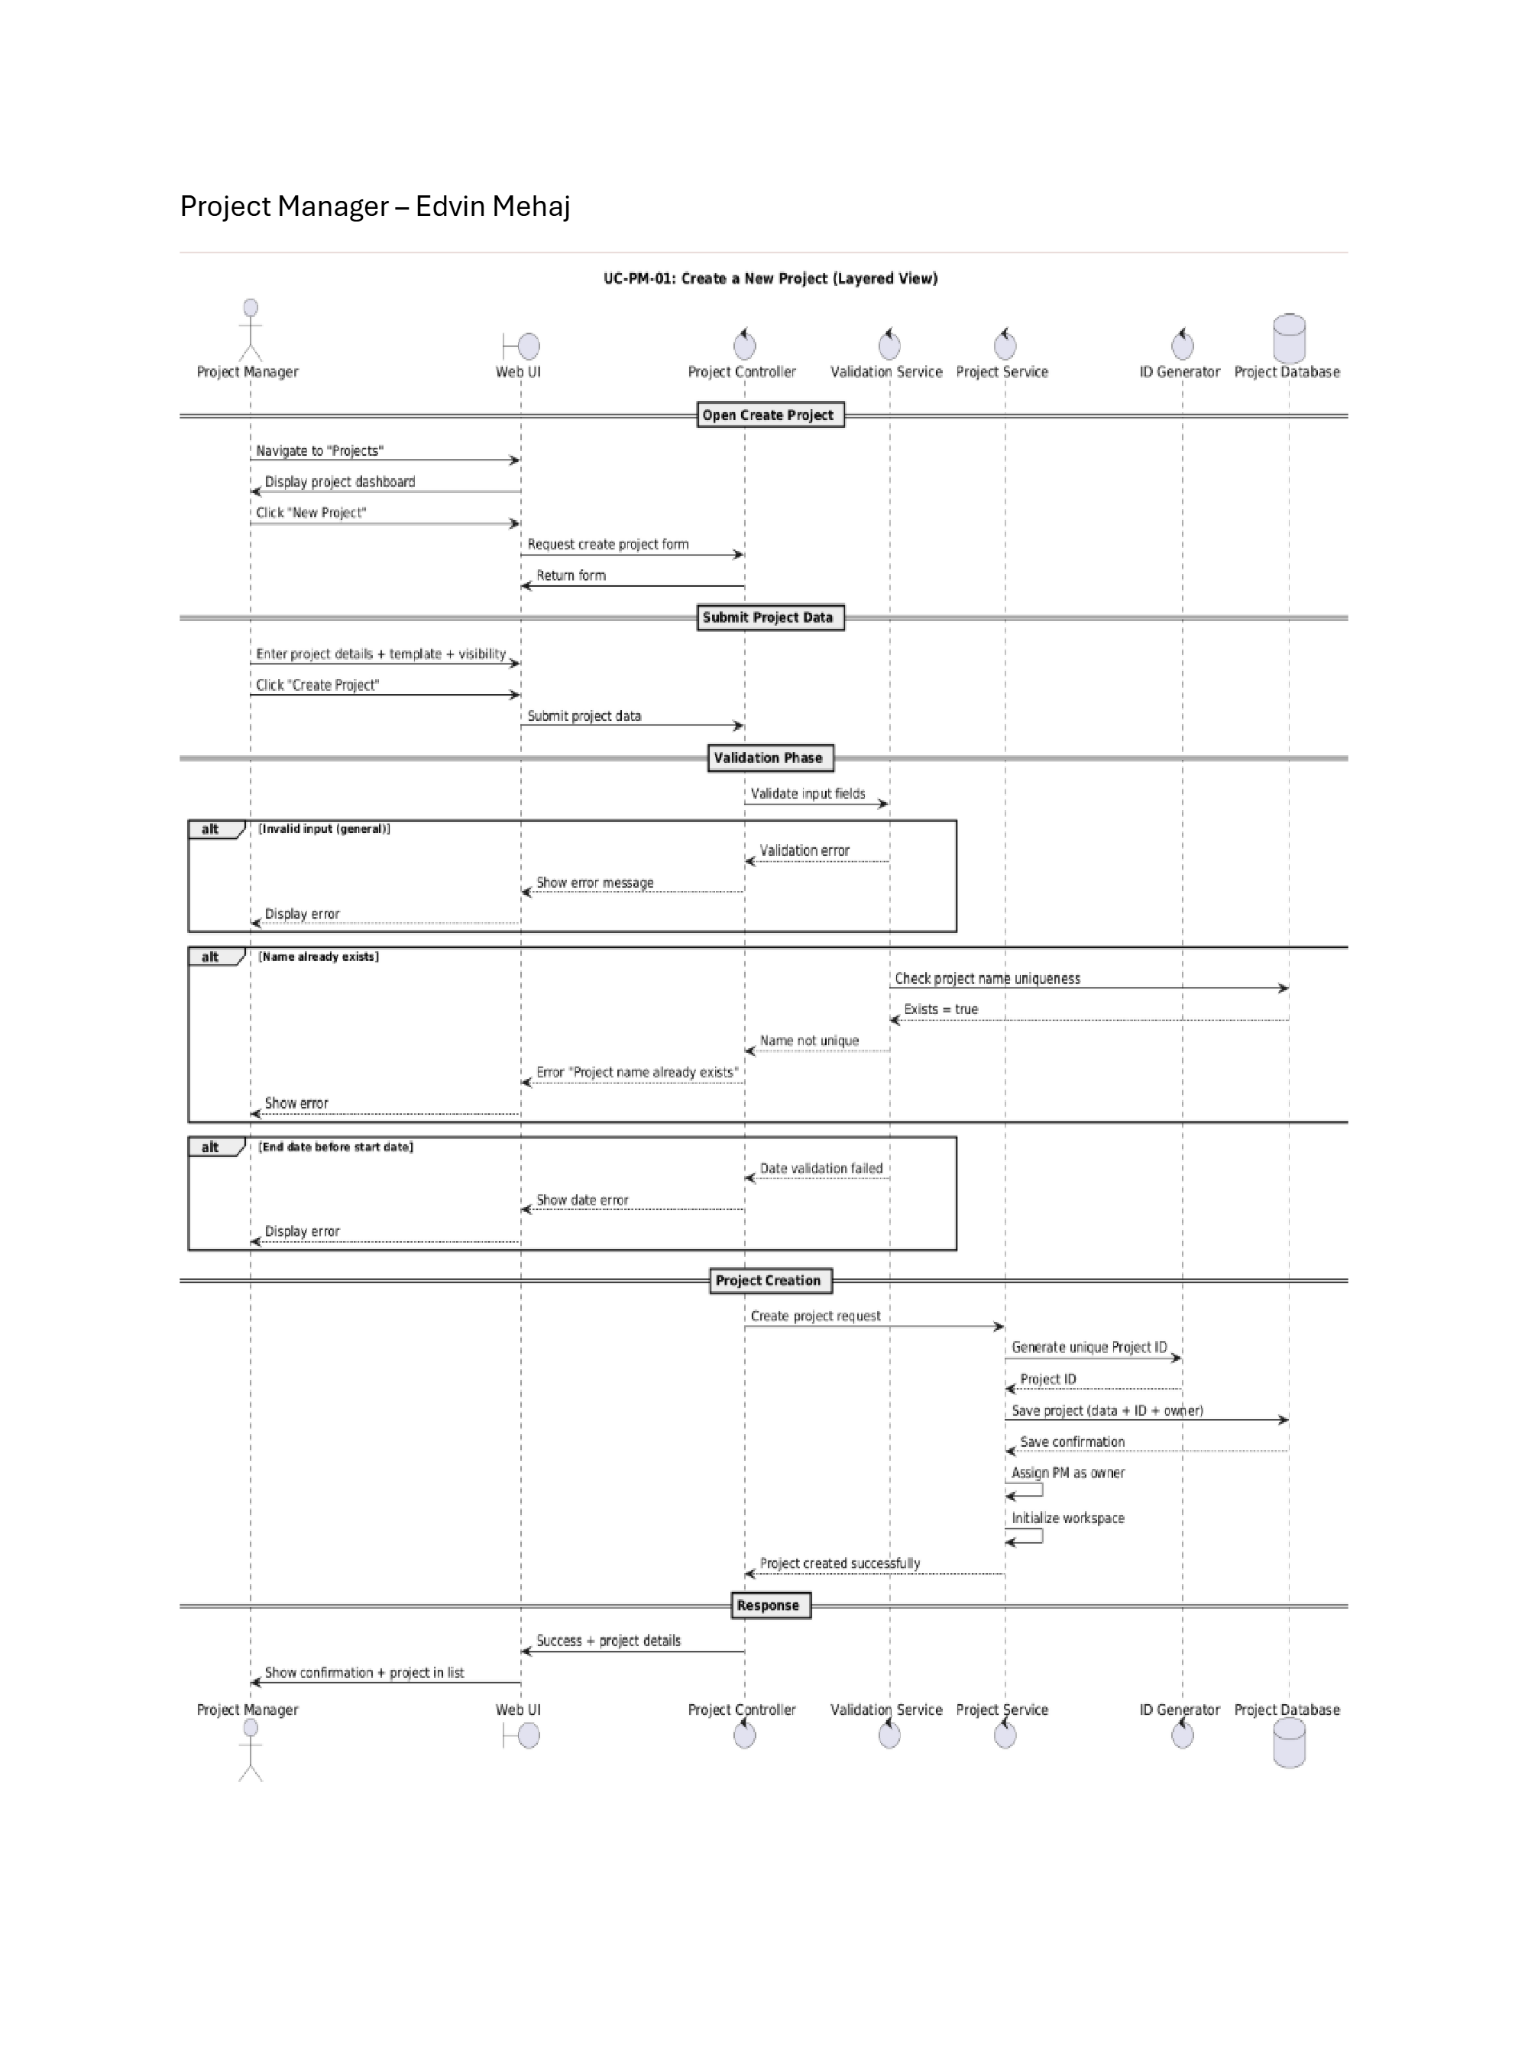 Project Manager – Edvin Mehaj
UC-PM-01: Create a New Project (Layered View)
Project Manager Web UI Project Controller Validation Service Project Service ID Generator Project Database
Open Create Project
Navigate to "Projects"
Display project dashboard
Click "New Project"
Request create project form
Return form
Submit Project Data
Enter project details + template + visibility
Click "Create Project"
Submit project data
Validation Phase
Validate input fields
alt [Invalid input (general)]
Validation error
Show error message
Display error
alt [Name already exists]
Check project name uniqueness
Exists = true
Name not unique
Error "Project name already exists"
Show error
alt [End date before start date]
Date validation failed
Show date error
Display error
Project Creation
Create project request
Generate unique Project ID
Project ID
Save project (data + ID + owner)
Save confirmation
Assign PM as owner
Initialize workspace
Project created successfully
Response
Success + project details
Show confirmation + project in list
Project Manager Web UI Project Controller Validation Service Project Service ID Generator Project Database